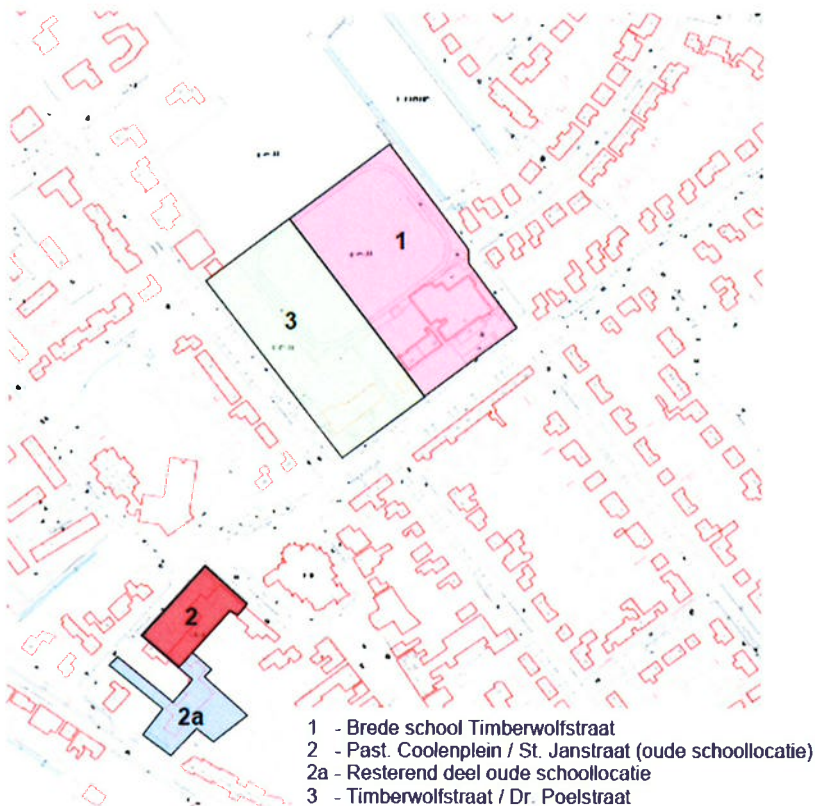 1
3
2
2a
1 - Brede school Timberwolfstraat
2 - Past. Coolenplein / St. Janstraat (oude schoollocatie)
2a - Resterend deel oude schoollocatie
3 - Timberwolfstraat / Dr. Poelstraat